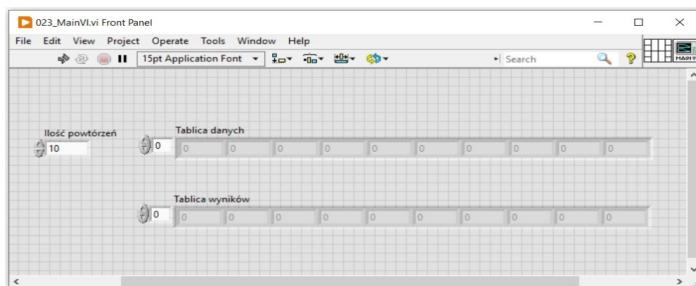 023_MainVI.vi Front Panel
File Edit View Project Operate Tools Window Help
15pt Application Font
Search
Ilość powtórzeń
10
Tablica danych
0
0 0 0 0 0 0 0 0 0 0
Tablica wyników
0
0 0 0 0 0 0 0 0 0 0